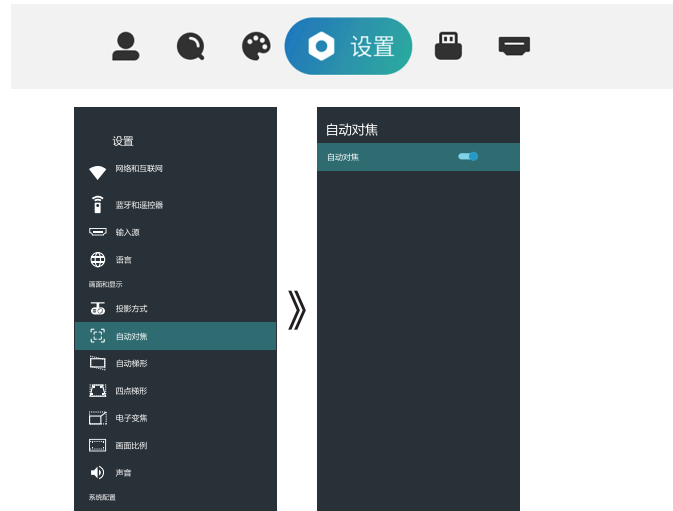 设置
设置
网络和互联网
蓝牙和遥控器
输入源
语言
画面和显示
投影方式
自动对焦
自动梯形
四点梯形
电子变焦
画面比例
声音
系统配置
自动对焦
自动对焦